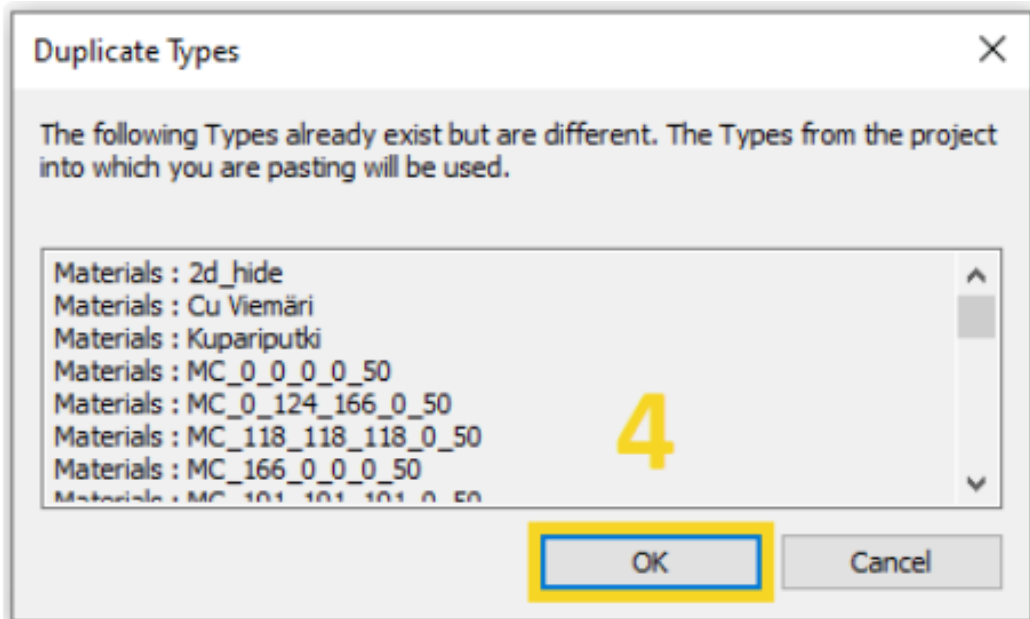 Duplicate Types
The following Types already exist but are different. The Types from the project
into which you are pasting will be used.
Materials : 2d_hide
Materials : Cu Viemäri
Materials : Kupariputki
Materials : MC_0_0_0_0_50
Materials : MC_0_124_166_0_50
Materials : MC_118_118_118_0_50
Materials : MC_166_0_0_0_50
Materials : MC_191_191_191_0_50
4
OK Cancel